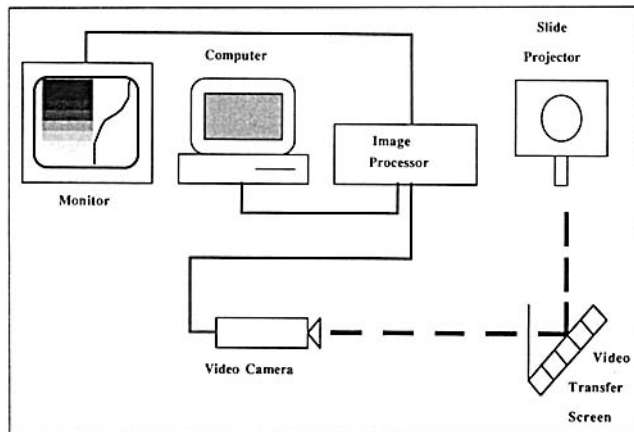 Slide
Projector
Computer
Image
Processor
Monitor
Video Camera
Video
Transfer
Screen